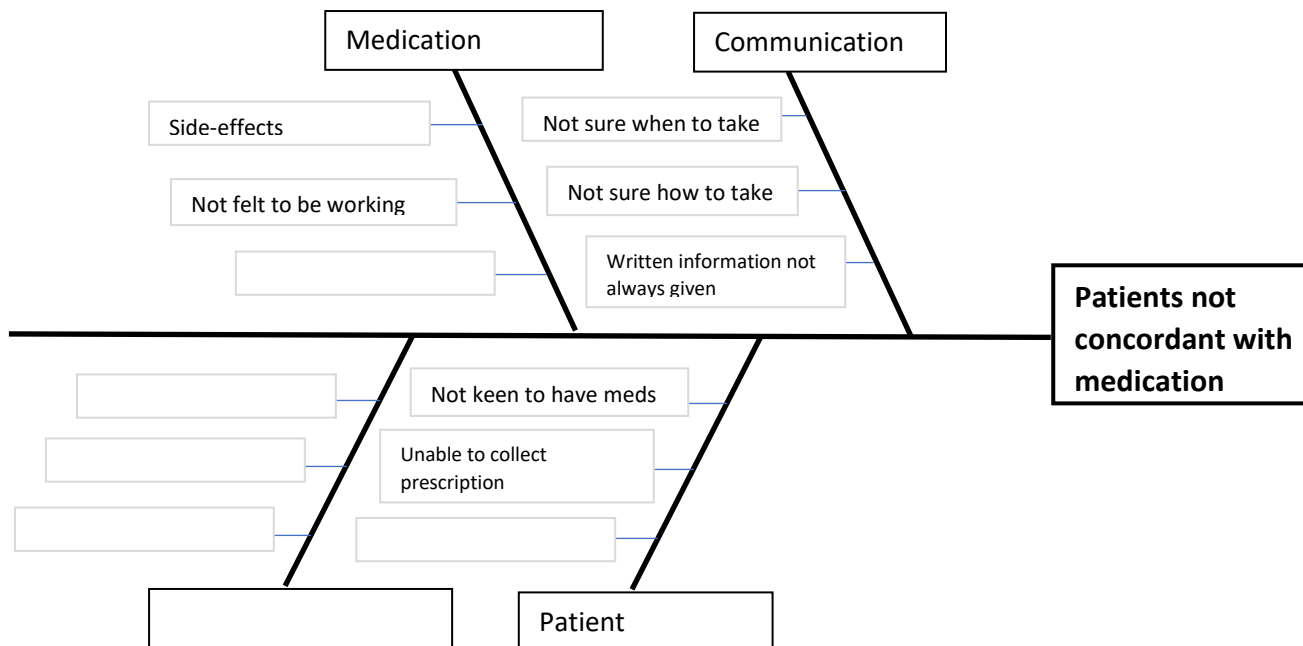 Medication
Communication
Side-effects
Not sure when to take
Not felt to be working
Not sure how to take
Written information not
always given
Patients not
concordant with
medication
Not keen to have meds
Unable to collect
prescription
Patient